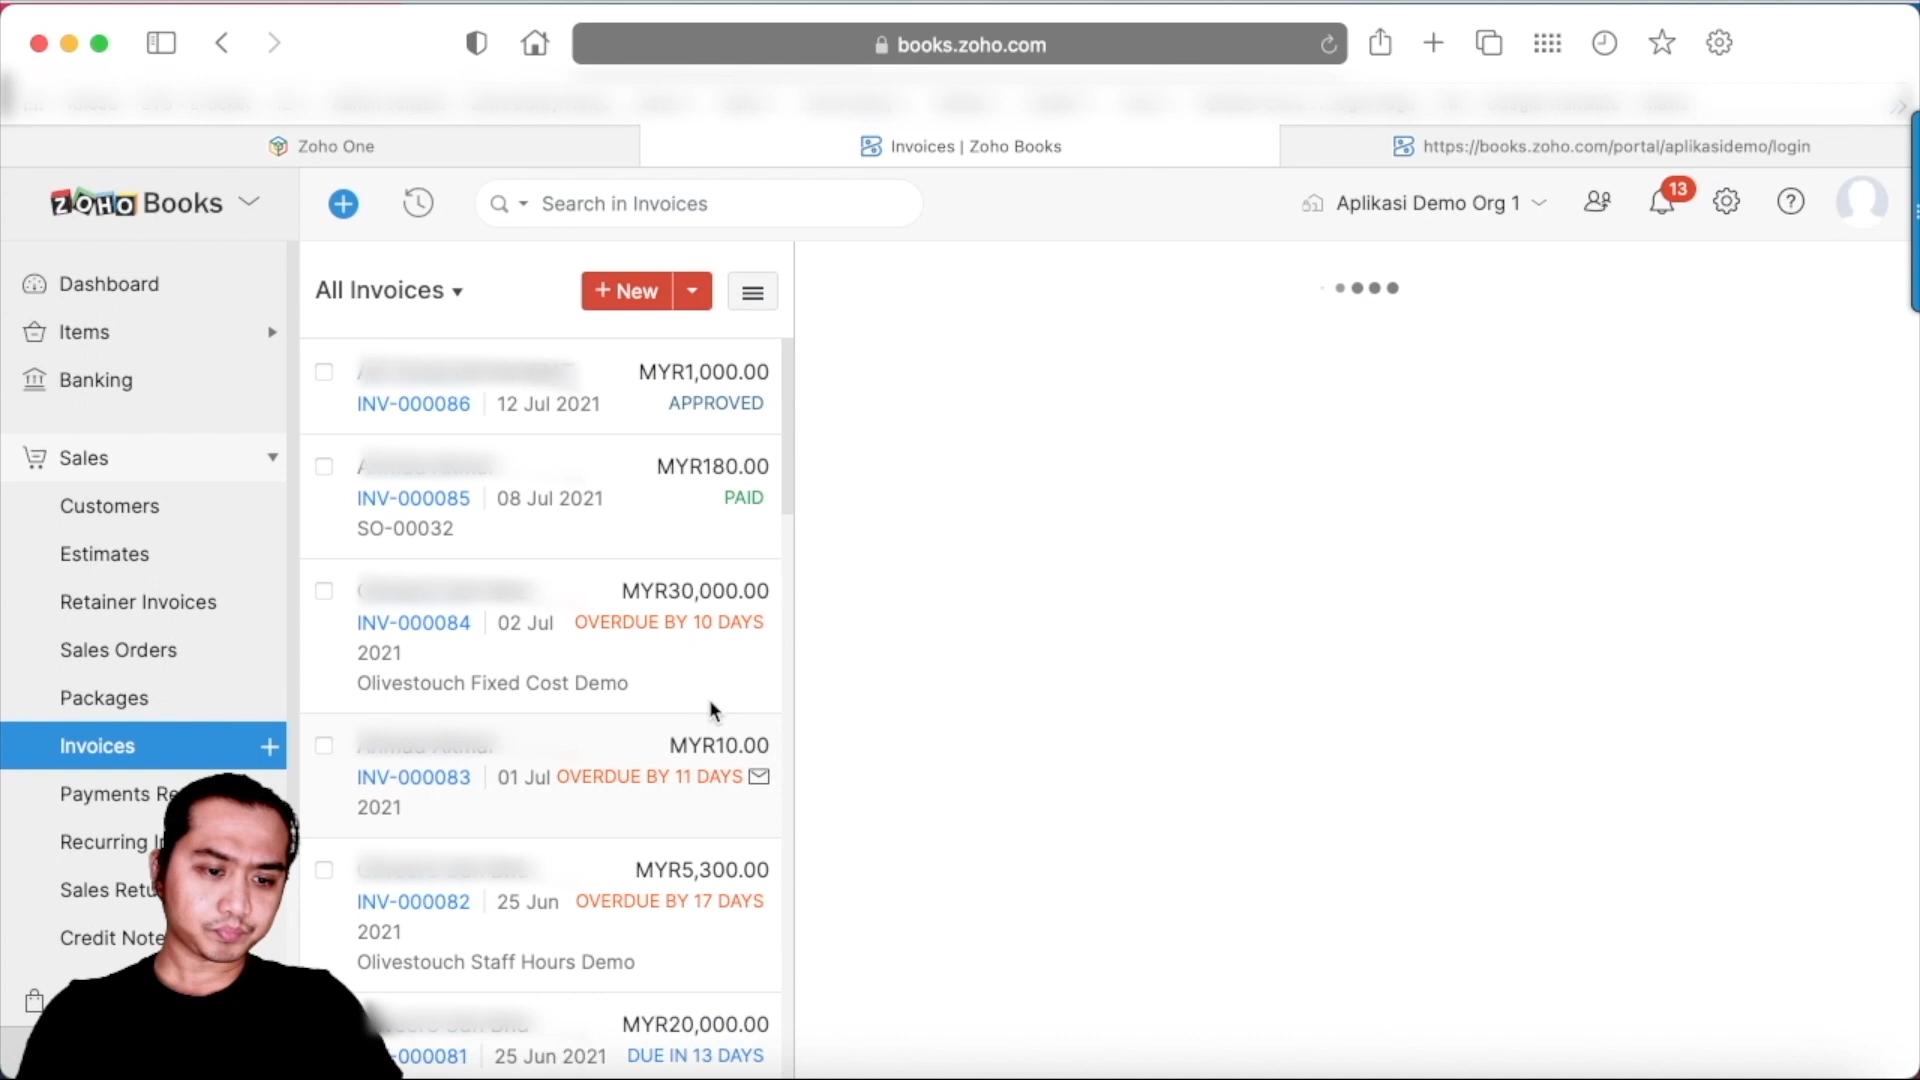 books.zoho.com
Zoho One
Invoices | Zoho Books
https://books.zoho.com/portal/aplikasidemo/login
ZOHO Books
Search in Invoices
Aplikasi Demo Org 1
13
Dashboard
Items
Banking
Sales
Customers
Estimates
Retainer Invoices
Sales Orders
Packages
Invoices
Payments Re
Recurring
Sales Retu
Credit Note
All Invoices
+ New
MYR1,000.00
INV-000086 12 Jul 2021 APPROVED
MYR180.00
INV-000085 08 Jul 2021 PAID
SO-00032
MYR30,000.00
INV-000084 02 Jul OVERDUE BY 10 DAYS
2021
Olivestouch Fixed Cost Demo
MYR10.00
INV-000083 01 Jul OVERDUE BY 11 DAYS
2021
MYR5,300.00
INV-000082 25 Jun OVERDUE BY 17 DAYS
2021
Olivestouch Staff Hours Demo
MYR20,000.00
-000081 25 Jun 2021 DUE IN 13 DAYS